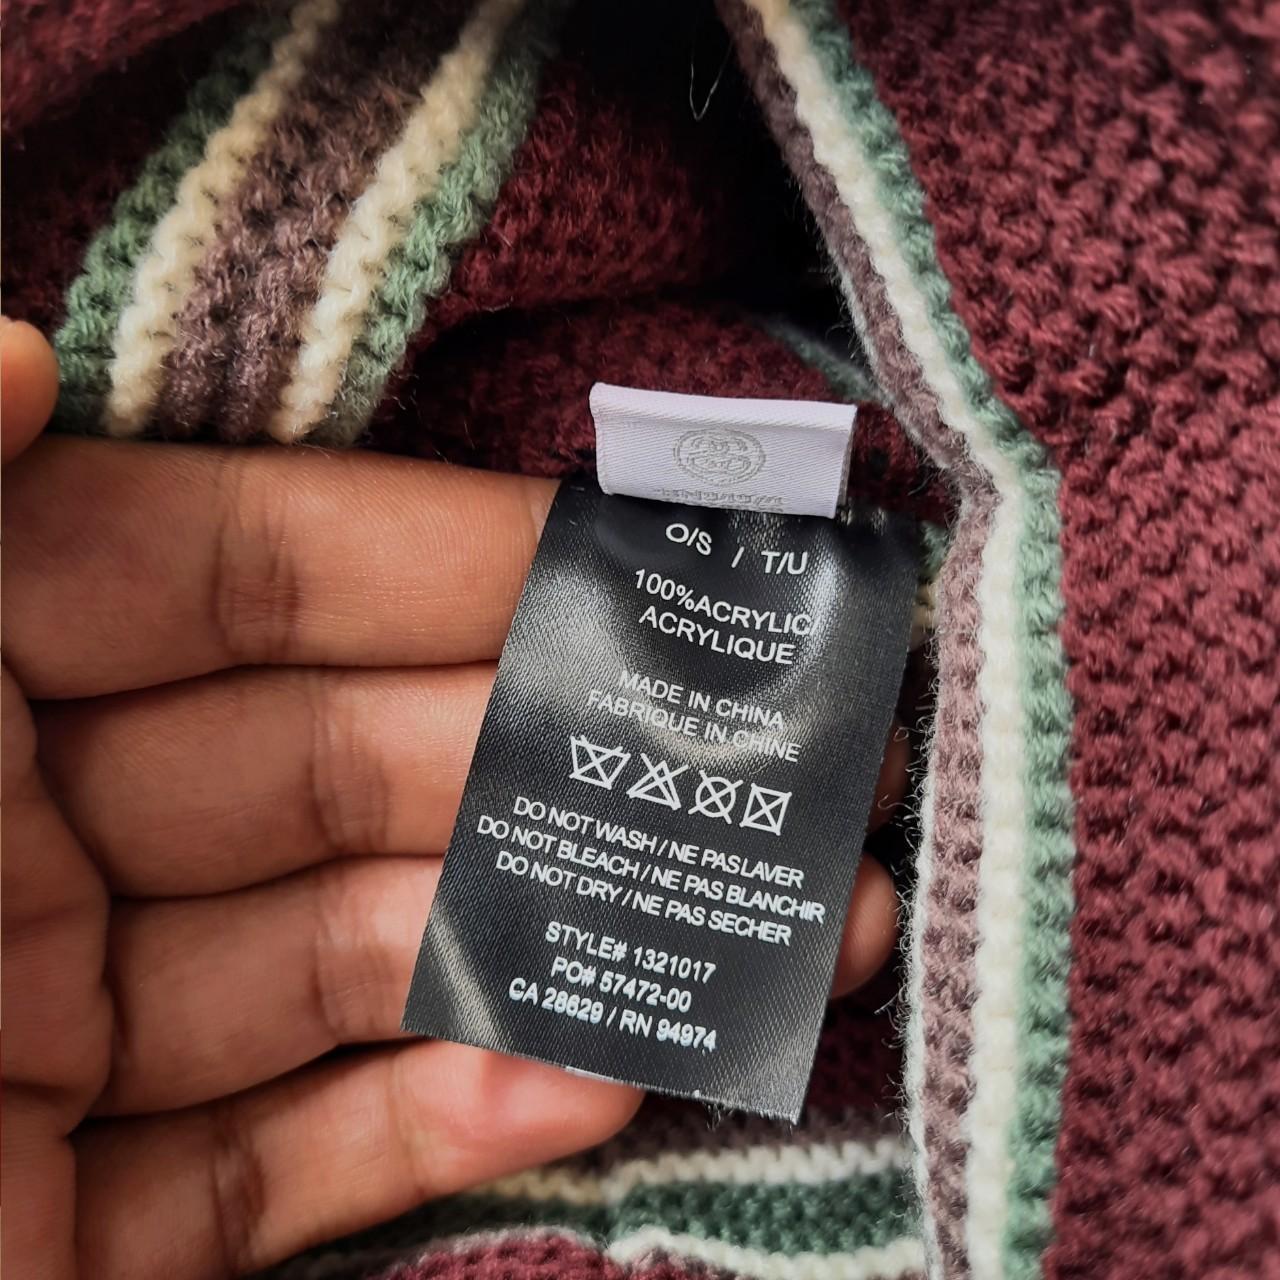 O/S / T/U
100%ACRYLIC/
ACRYLIQUE
MADE IN CHINA
FABRIQUE IN CHINE
DO NOT WASH / NE PAS LAVER
DO NOT BLEACH / NE PAS BLANCHIR
DO NOT DRY / NE PAS SECHER
STYLE# 1321017
PO# 57472-00
CA 28629 / RN 94974